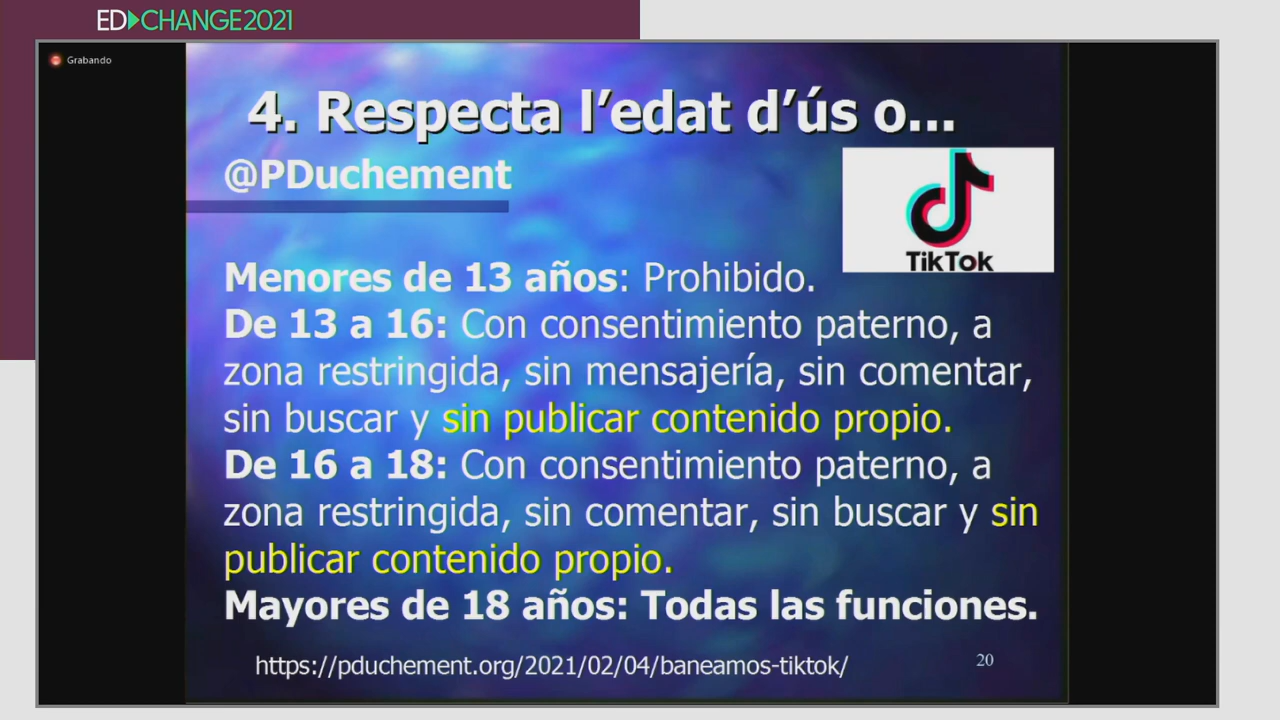 ED CHANGE2021
Grabando
4. Respecta l’edat d’ús o...
@PDuchement
TikTok
Menores de 13 años: Prohibido.
De 13 a 16: Con consentimiento paterno, a
zona restringida, sin mensajería, sin comentar,
sin buscar y sin publicar contenido propio.
De 16 a 18: Con consentimiento paterno, a
zona restringida, sin comentar, sin buscar y sin
publicar contenido propio.
Mayores de 18 años: Todas las funciones.
https://pduchement.org/2021/02/04/baneamos-tiktok/
20